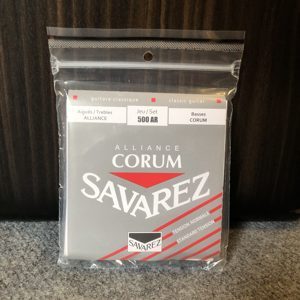 guitare classique classic guitar
Aigües / Trebles Jeu/Set Basses
ALLIANCE 500 AR CORUM
ALLIANCE
CORUM
SAVAREZ
TENSION NORMALE
STANDARD TENSION
SAVAREZ